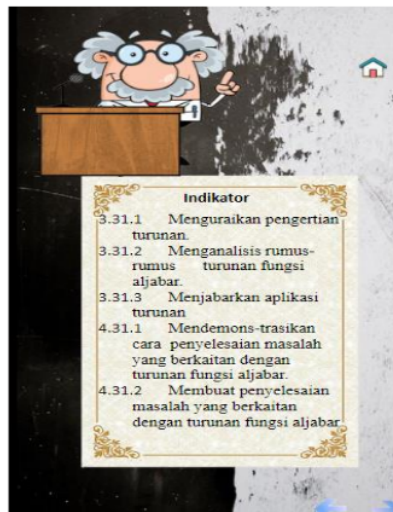 Indikator
3.31.1 Menguraikan pengertian
turunan.
3.31.2 Menganalisis rumus-
rumus turunan fungsi
aljabar.
3.31.3 Menjabarkan aplikasi
turunan
4.31.1 Mendemons-trasikan
cara penyelesaian masalah
yang berkaitan dengan
turunan fungsi aljabar.
4.31.2 Membuat penyelesaian
masalah yang berkaitan
dengan turunan fungsi aljabar